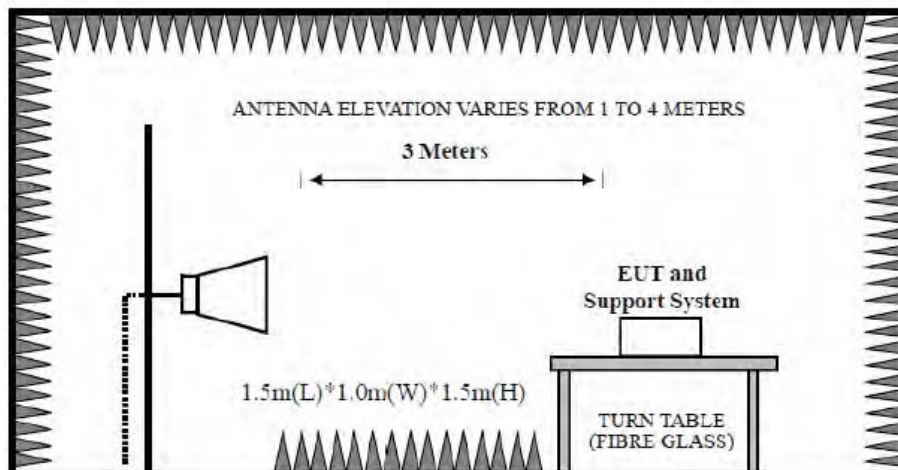 ANTENNA ELEVATION VARIES FROM 1 TO 4 METERS
3 Meters
EUT and
Support System
1.5m(L)*1.0m(W)*1.5m(H)
TURN TABLE
(FIBRE GLASS)